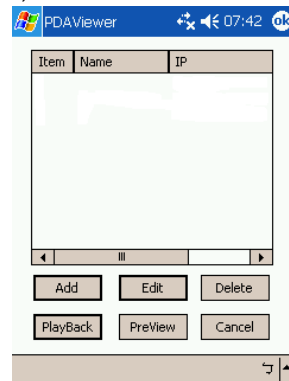 PDAViewer 07:42 ok
Item Name IP
Add Edit Delete
PlayBack PreView Cancel